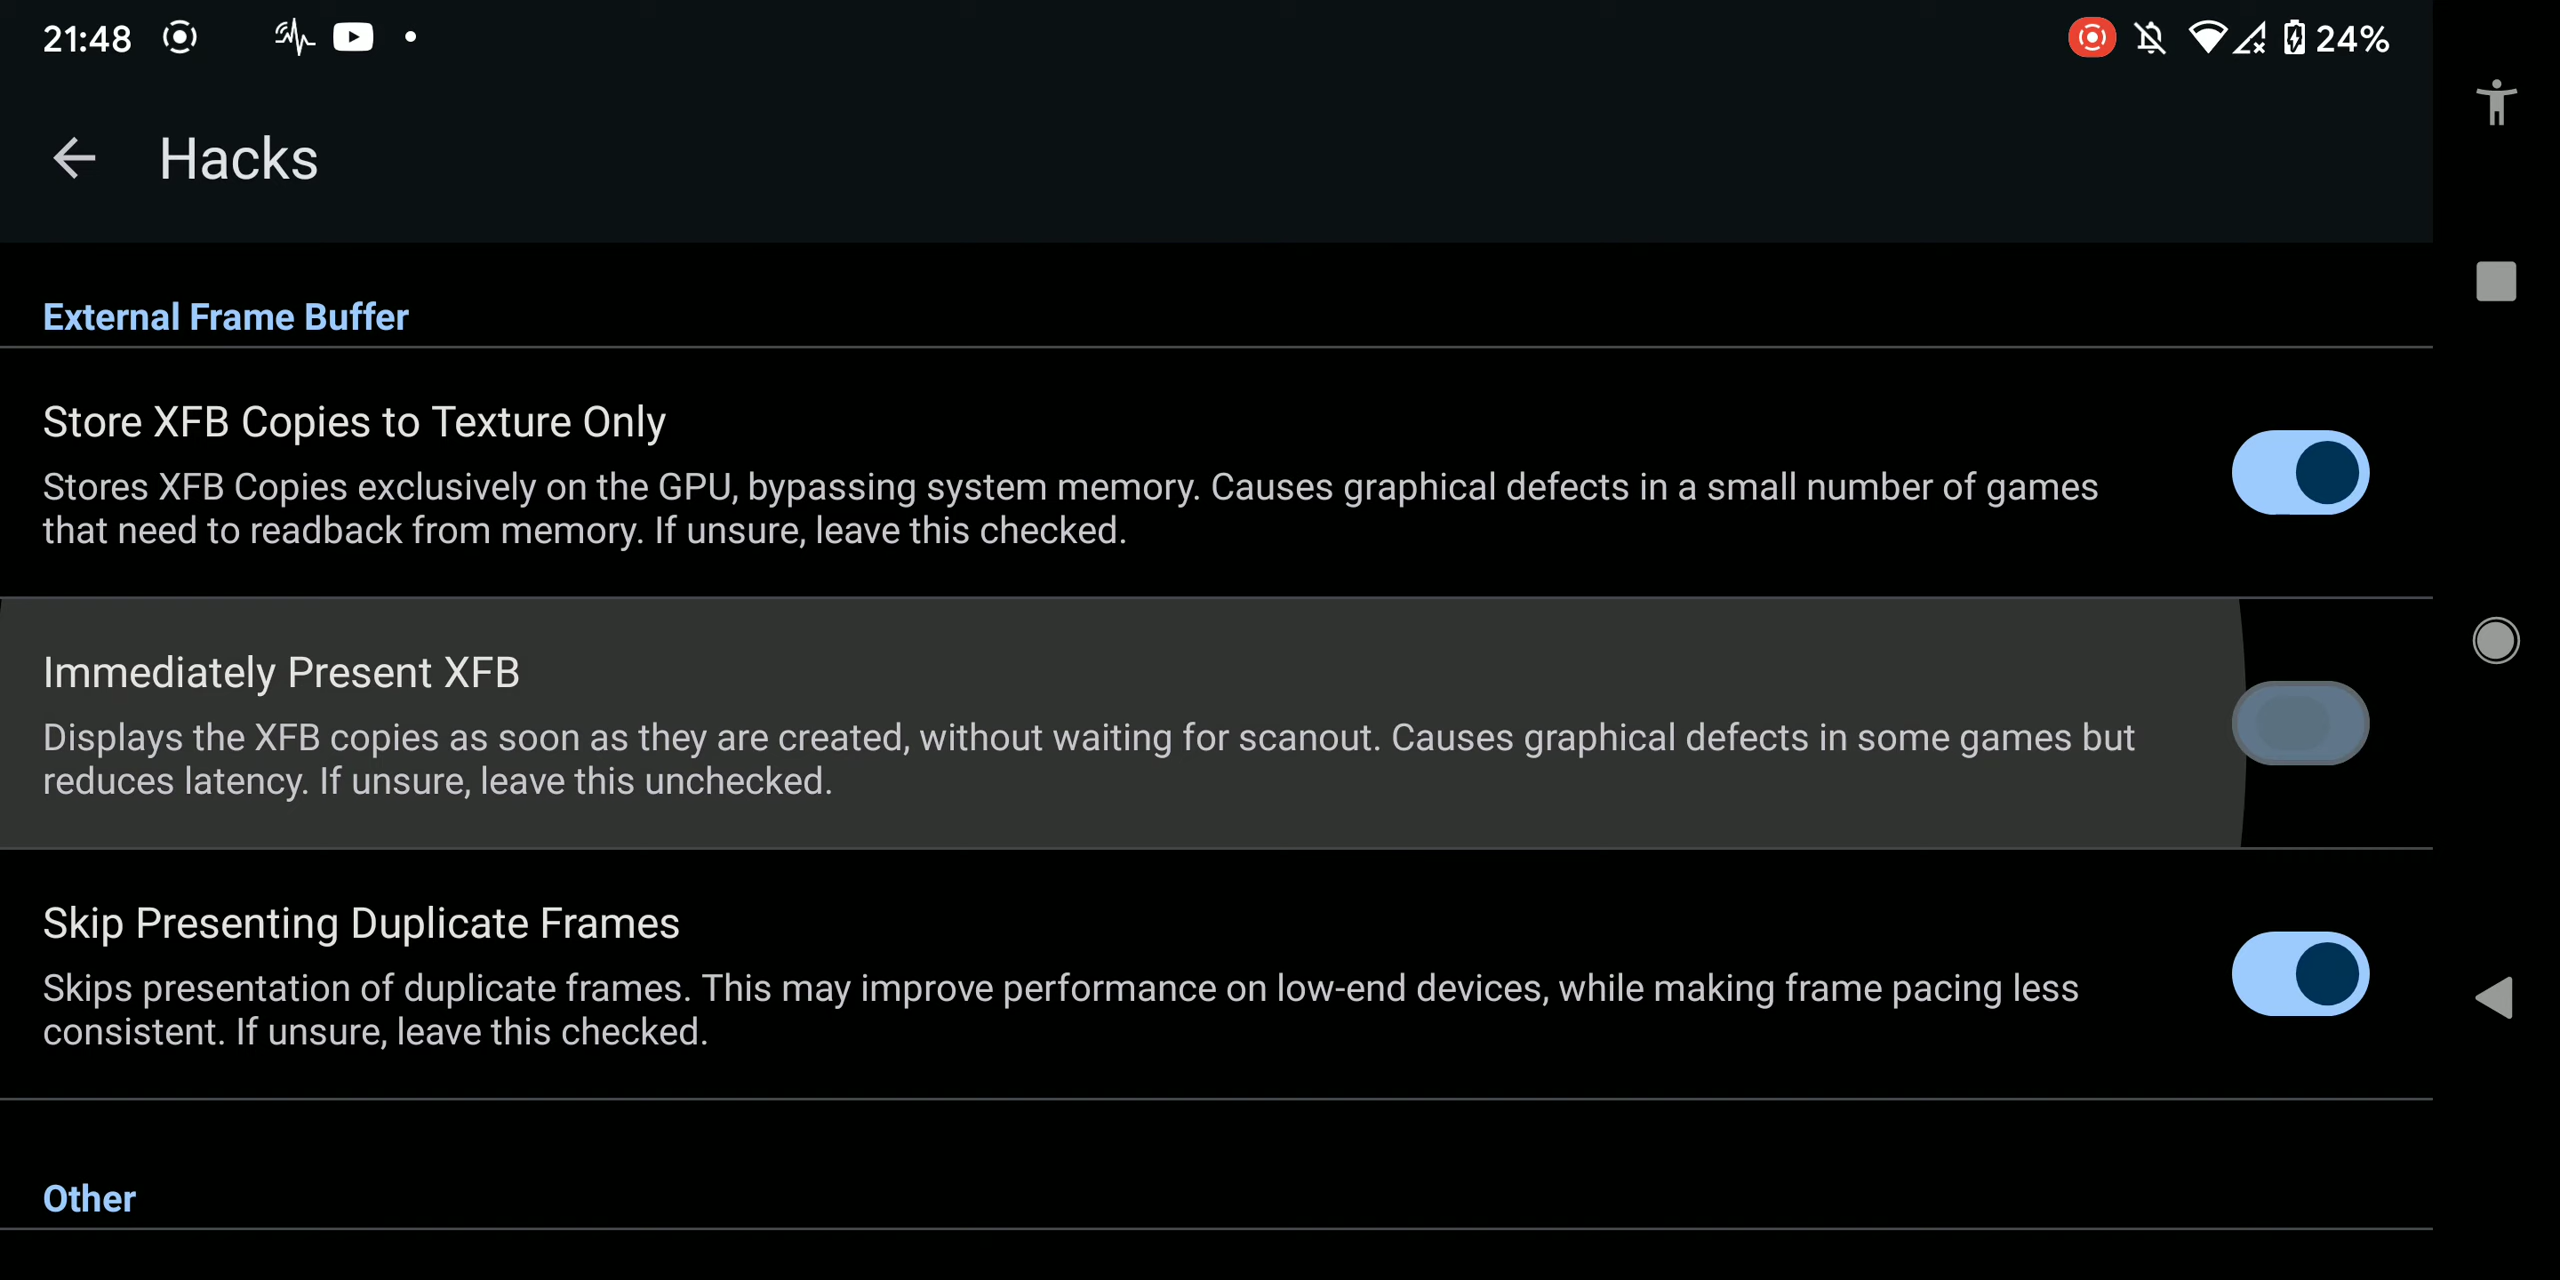 21:48
24%
Hacks
External Frame Buffer
Store XFB Copies to Texture Only
Stores XFB Copies exclusively on the GPU, bypassing system memory. Causes graphical defects in a small number of games
that need to readback from memory. If unsure, leave this checked.
Immediately Present XFB
Displays the XFB copies as soon as they are created, without waiting for scanout. Causes graphical defects in some games but
reduces latency. If unsure, leave this unchecked.
Skip Presenting Duplicate Frames
Skips presentation of duplicate frames. This may improve performance on low-end devices, while making frame pacing less
consistent. If unsure, leave this checked.
Other